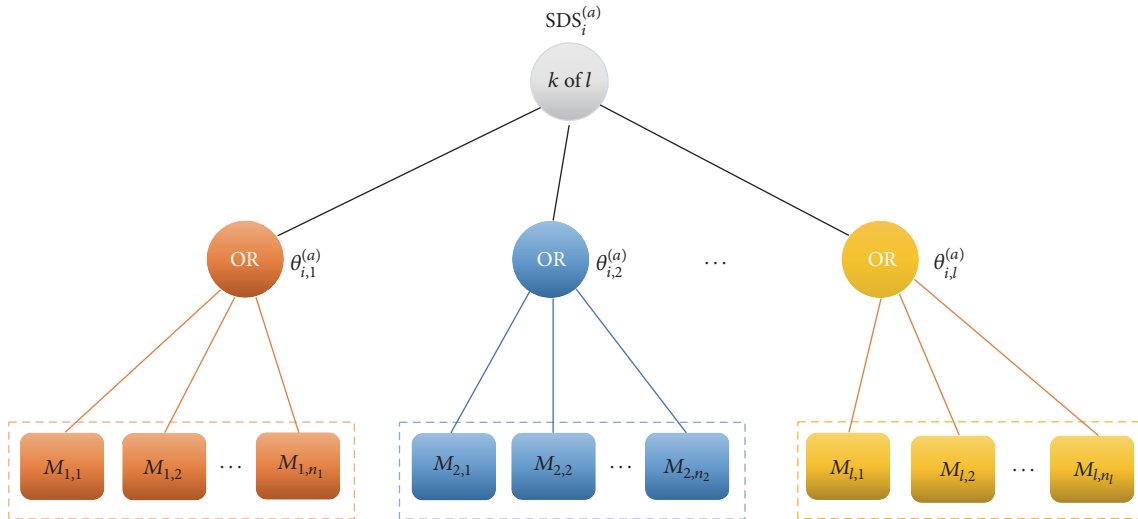 SDS_i^{(a)}
k of l
OR θ_{i,1}^{(a)} OR θ_{i,2}^{(a)} ⋯ OR θ_{i,l}^{(a)}
M_{1,1} M_{1,2} ⋯ M_{1,n_1} M_{2,1} M_{2,2} ⋯ M_{2,n_2} M_{l,1} M_{l,2} ⋯ M_{l,n_l}